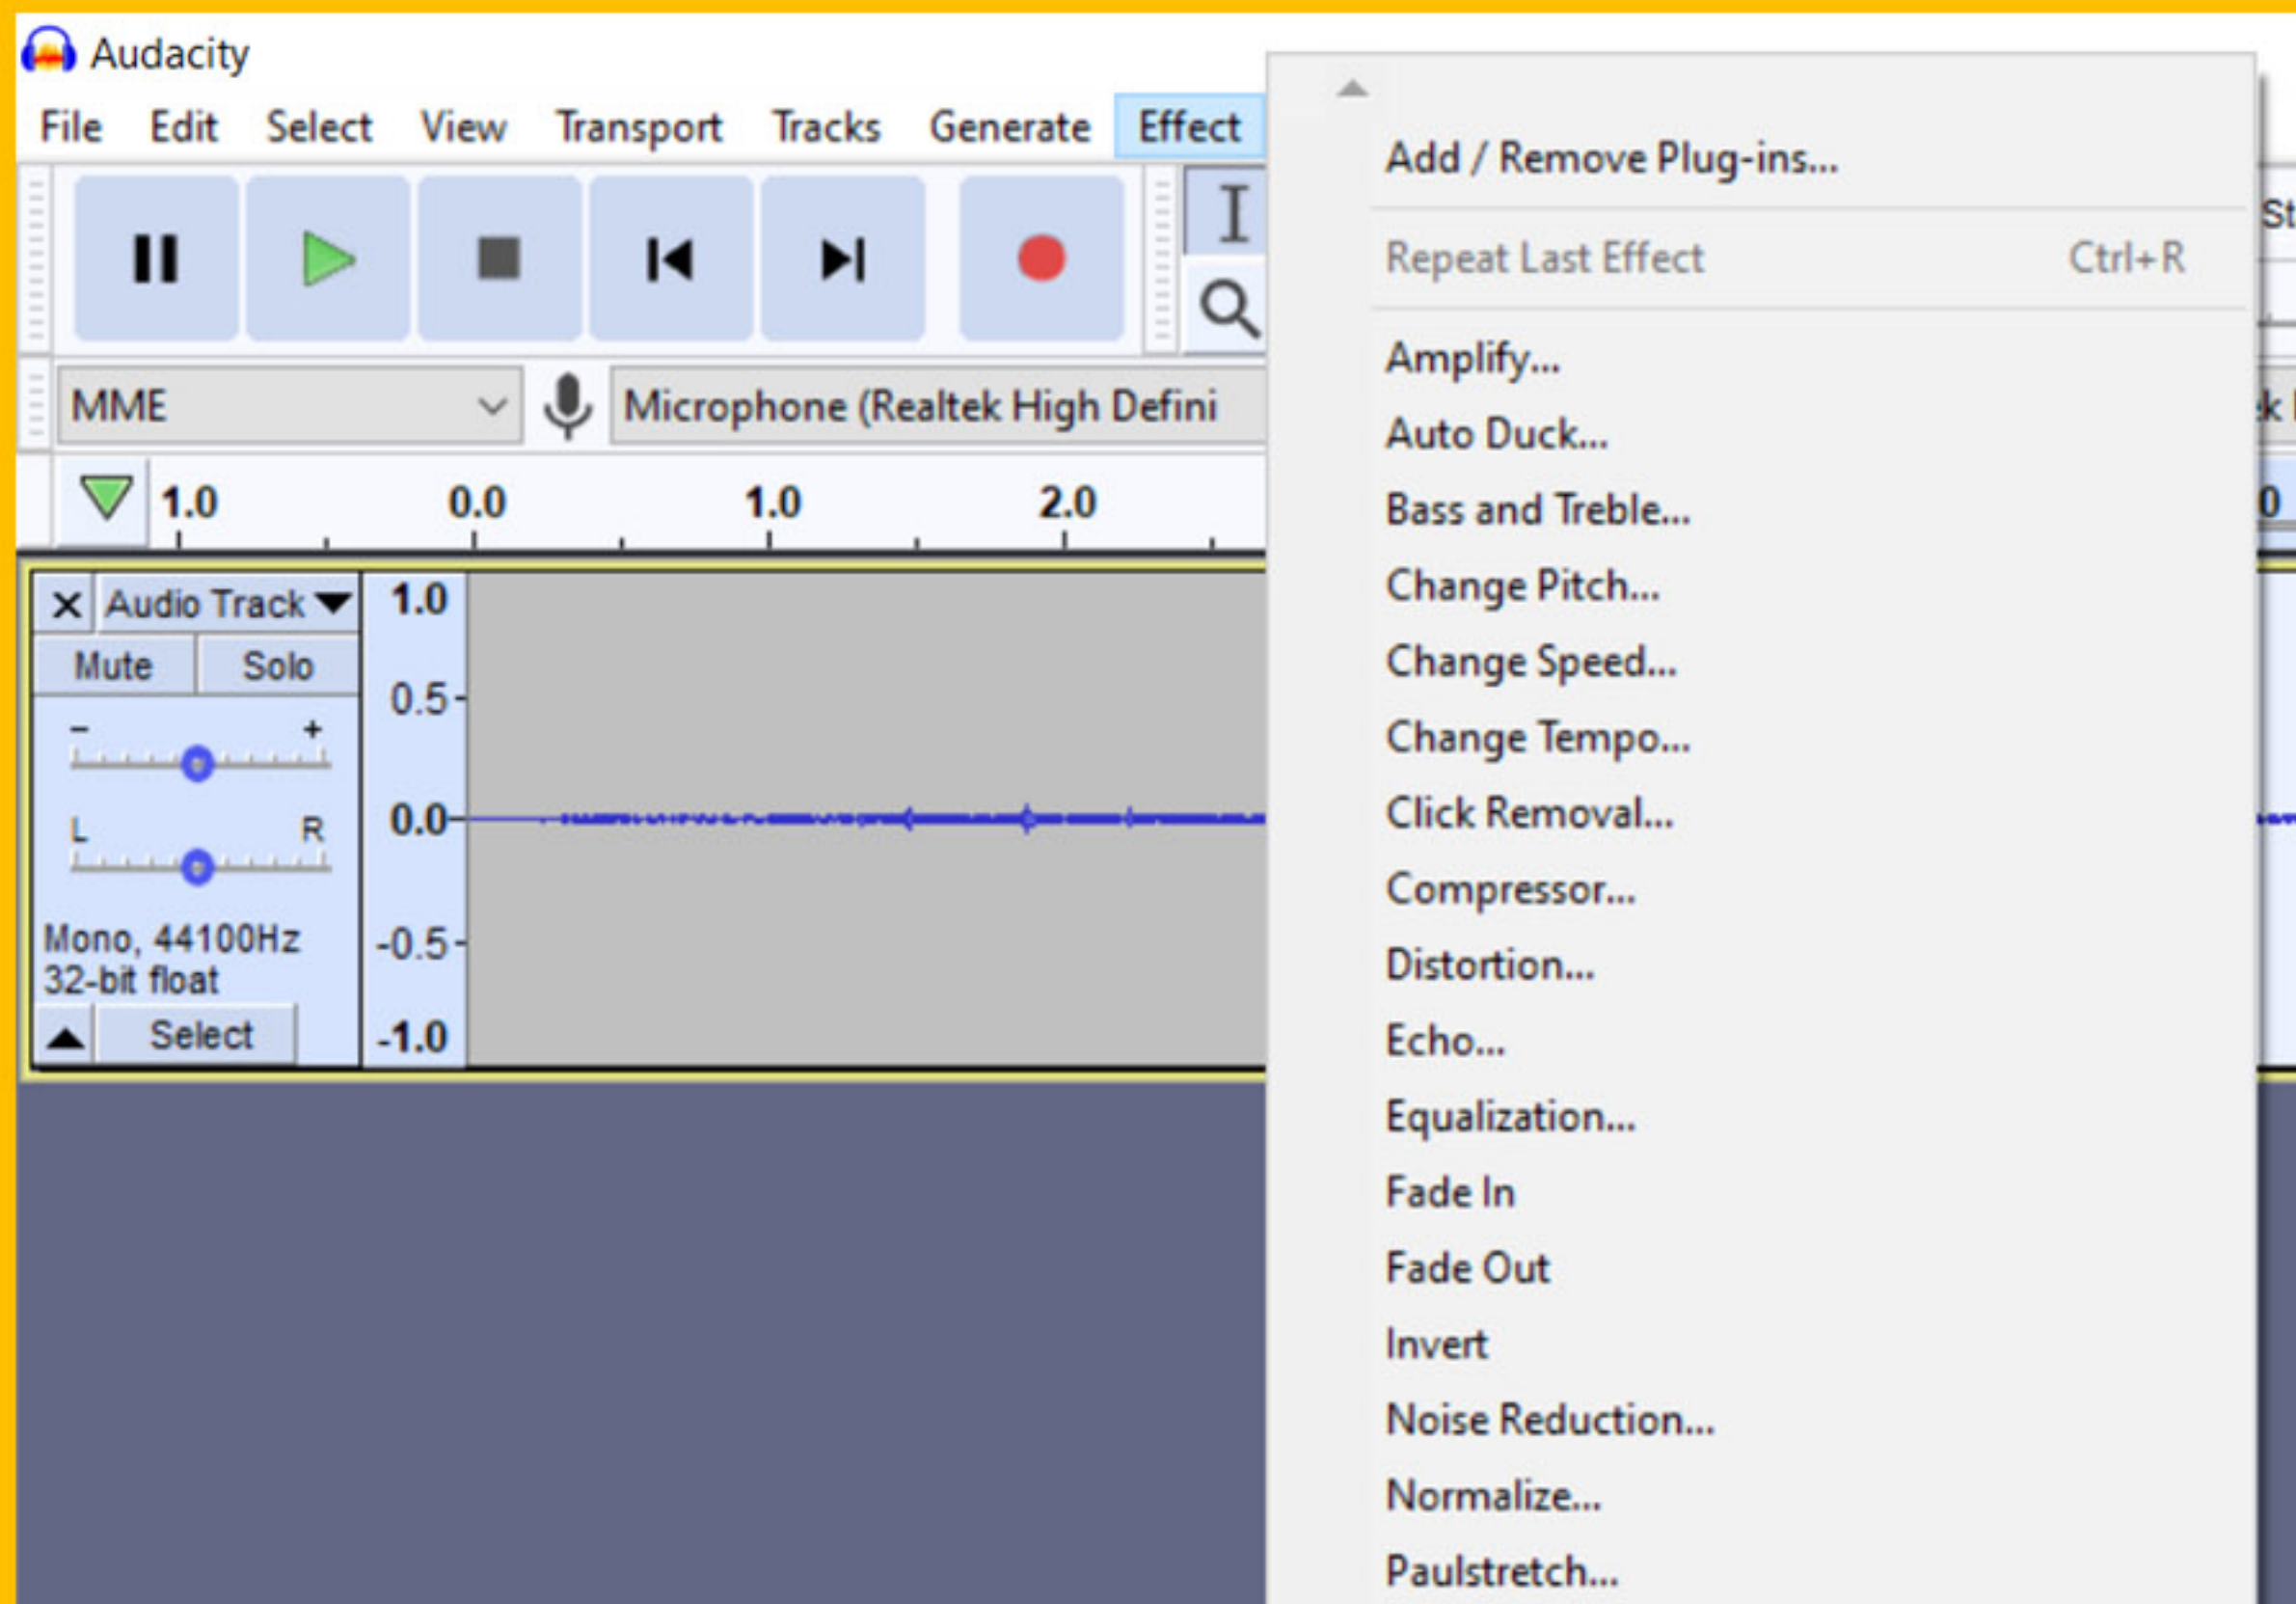 Audacity
File Edit Select View Transport Tracks Generate Effect
Add / Remove Plug-ins...
Repeat Last Effect Ctrl+R
MME
Microphone (Realtek High Defini
1.0 0.0 1.0 2.0
Audio Track
Mute Solo
- +
L R
Mono, 44100Hz
32-bit float
Select
1.0
0.5
0.0
-0.5
-1.0
Amplify...
Auto Duck...
Bass and Treble...
Change Pitch...
Change Speed...
Change Tempo...
Click Removal...
Compressor...
Distortion...
Echo...
Equalization...
Fade In
Fade Out
Invert
Noise Reduction...
Normalize...
Paulstretch...